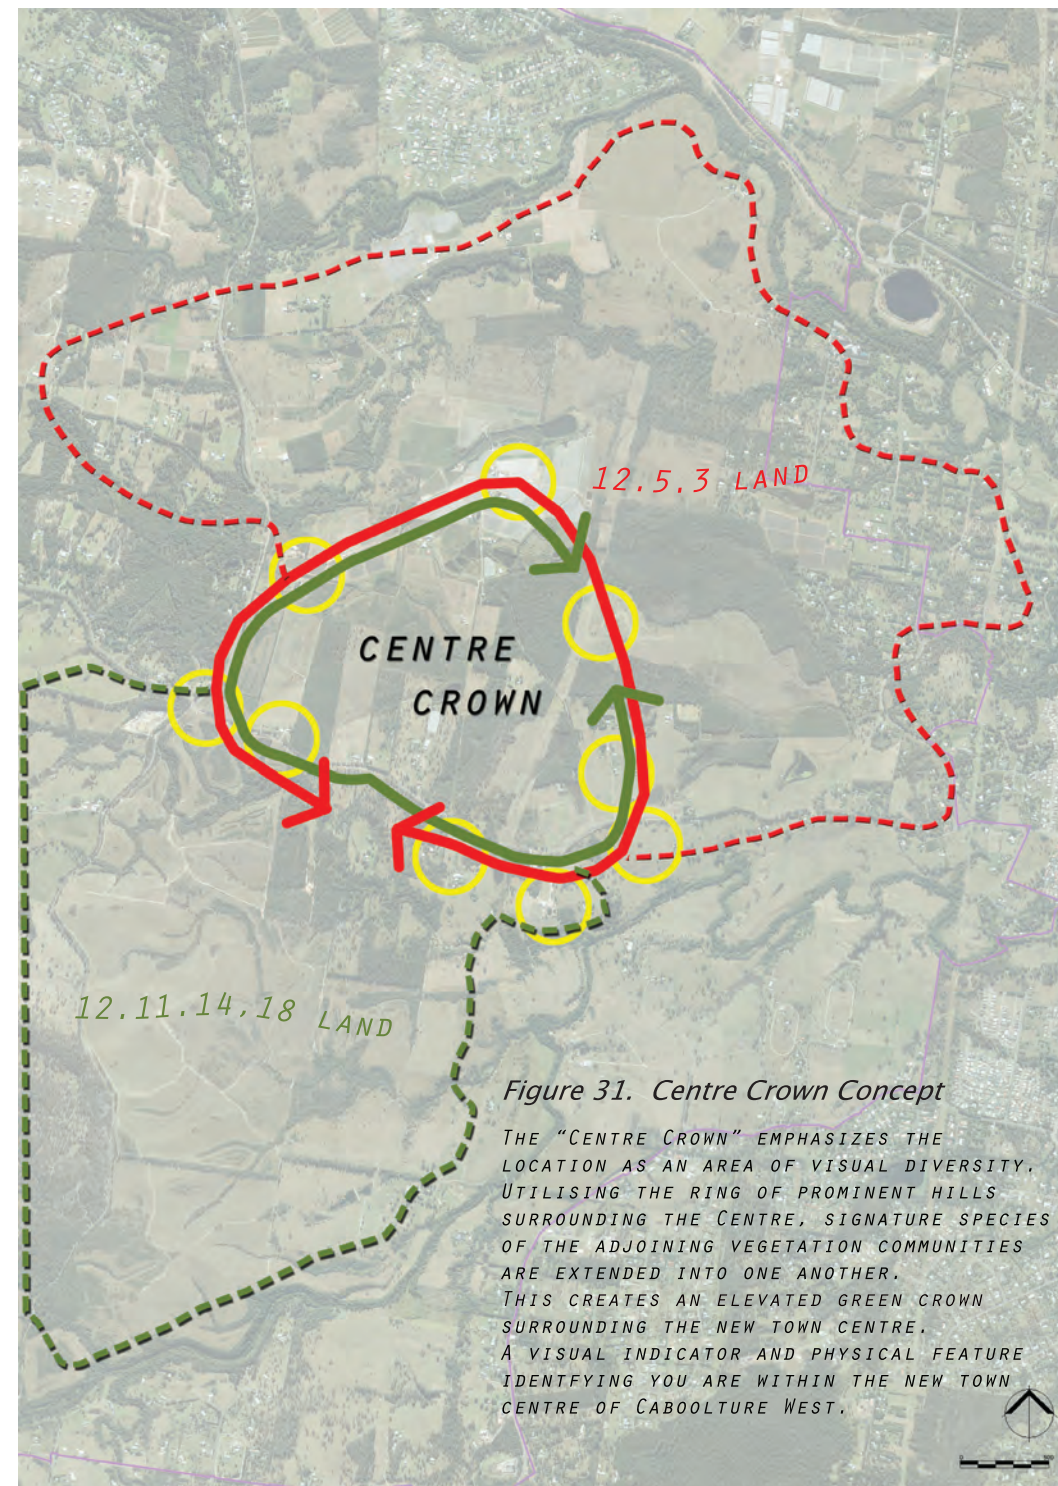 12.5.3 LAND
CENTRE
CROWN
12.11.14,18 LAND
Figure 31. Centre Crown Concept
THE “CENTRE CROWN” EMPHASIZES THE
LOCATION AS AN AREA OF VISUAL DIVERSITY.
UTILISING THE RING OF PROMINENT HILLS
SURROUNDING THE CENTRE, SIGNATURE SPECIES
OF THE ADJOINING VEGETATION COMMUNITIES
ARE EXTENDED INTO ONE ANOTHER.
THIS CREATES AN ELEVATED GREEN CROWN
SURROUNDING THE NEW TOWN CENTRE.
A VISUAL INDICATOR AND PHYSICAL FEATURE
IDENTFYING YOU ARE WITHIN THE NEW TOWN
CENTRE OF CABOOLTURE WEST.